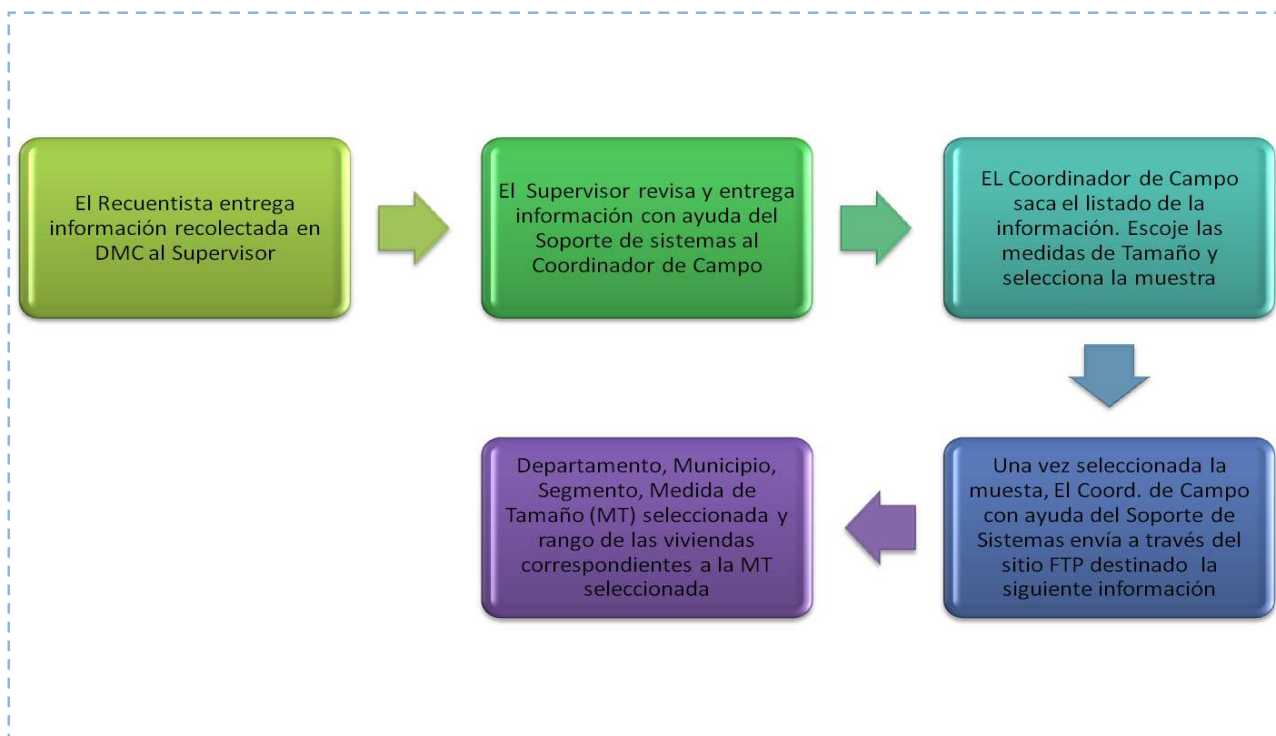 El Recuentista entrega
información recolectada en
DMC al Supervisor
El Supervisor revisa y entrega
información con ayuda del
Soporte de sistemas al
Coordinador de Campo
EL Coordinador de Campo
saca el listado de la
información. Escoje las
medidas de Tamaño y
selecciona la muestra
Una vez seleccionada la
muesta, El Coord. de Campo
con ayuda del Soporte de
Sistemas envía a través del
sitio FTP destinado la
siguiente información
Departamento, Municipio,
Segmento, Medida de
Tamaño (MT) seleccionada y
rango de las viviendas
correspondientes a la MT
seleccionada